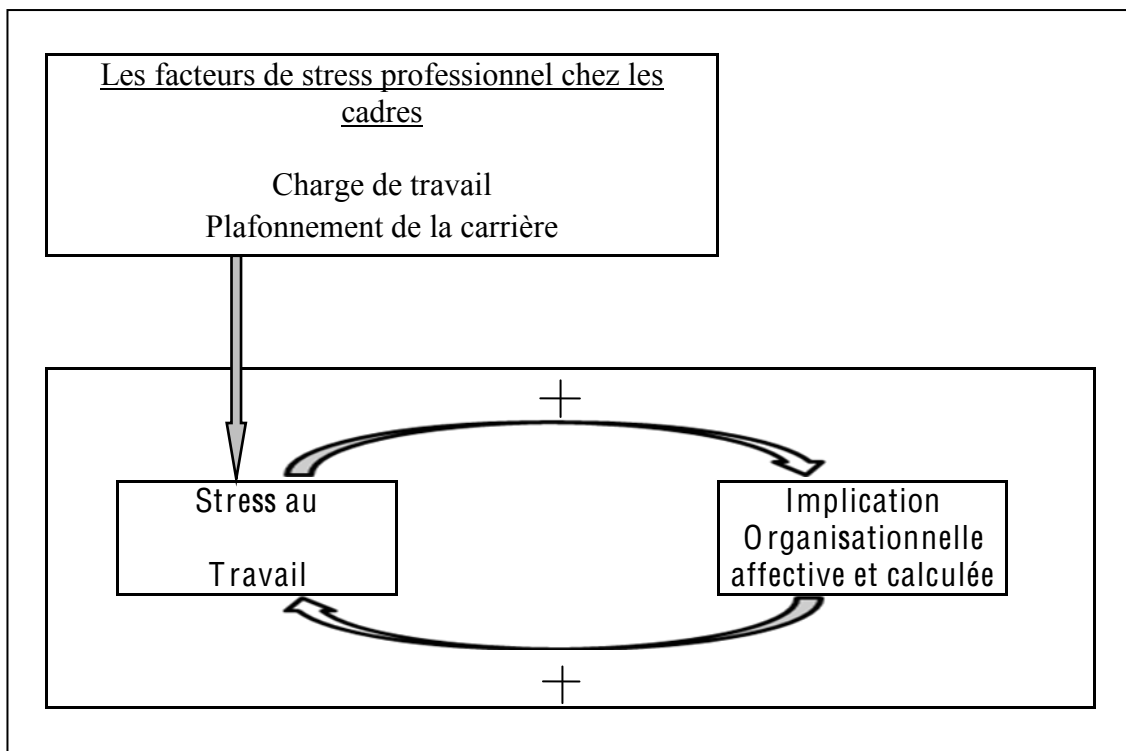 Les facteurs de stress professionnel chez les
cadres
Charge de travail
Plafonnement de la carrière
+
Stress au
Travail
Implication
Organisationnelle
affective et calculée
+